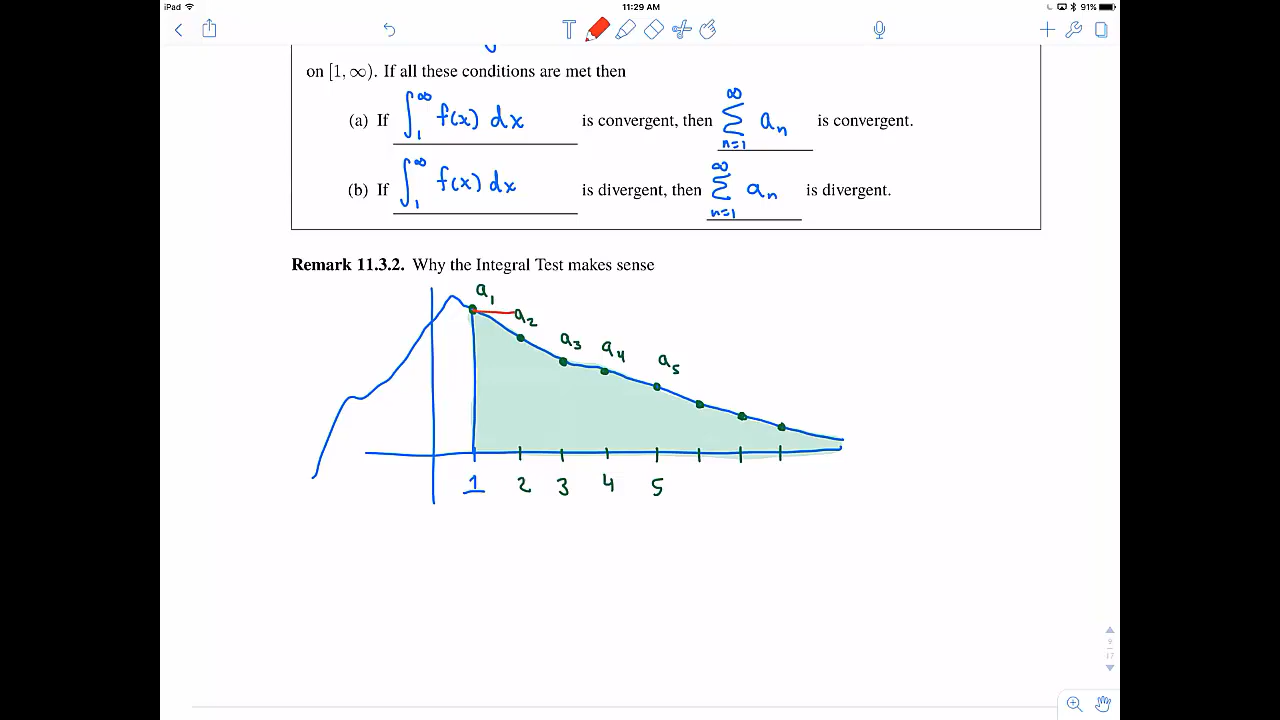 iPad 11:29 AM 91%
T
on [1, ∞). If all these conditions are met then
(a) If ∫₁^∞ f(x) dx is convergent, then ∑_{n=1}^∞ aₙ is convergent.
(b) If ∫₁^∞ f(x) dx is divergent, then ∑_{n=1}^∞ aₙ is divergent.
Remark 11.3.2. Why the Integral Test makes sense
a₁ a₂ a₃ a₄ a₅
1 2 3 4 5
9
17